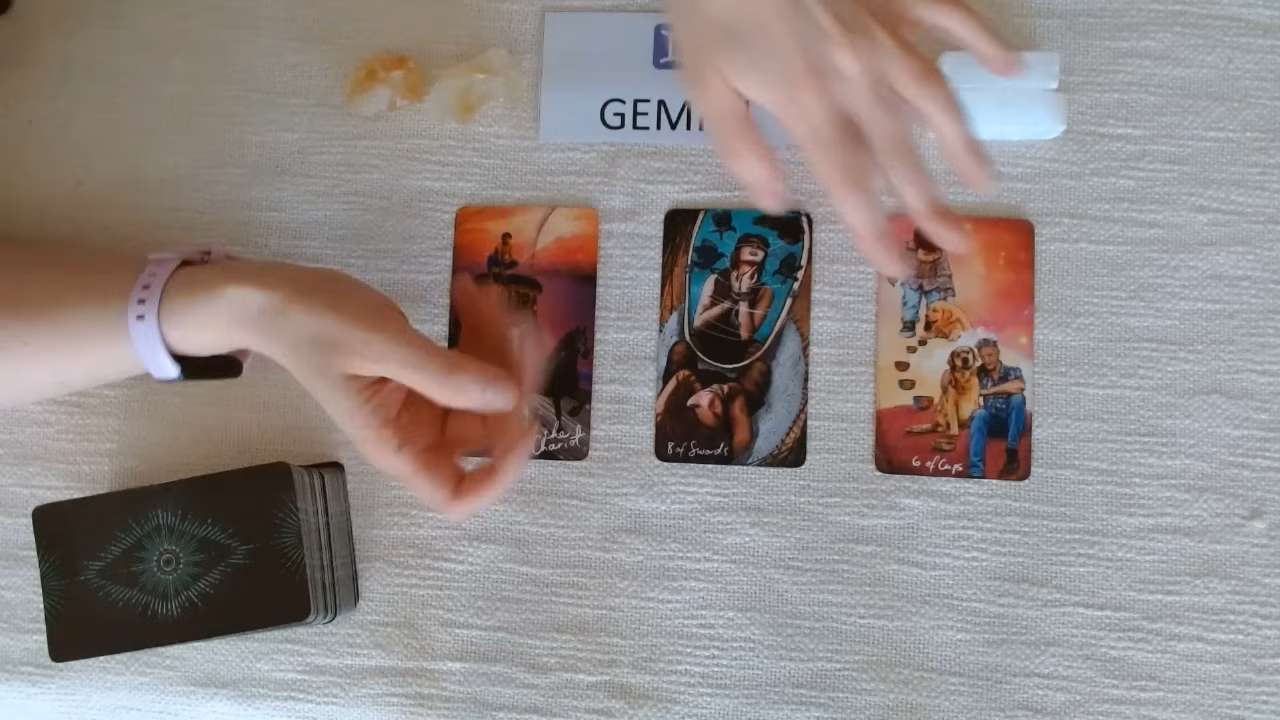 GEM
the
Chariot
8 of Swords
6 of Cups